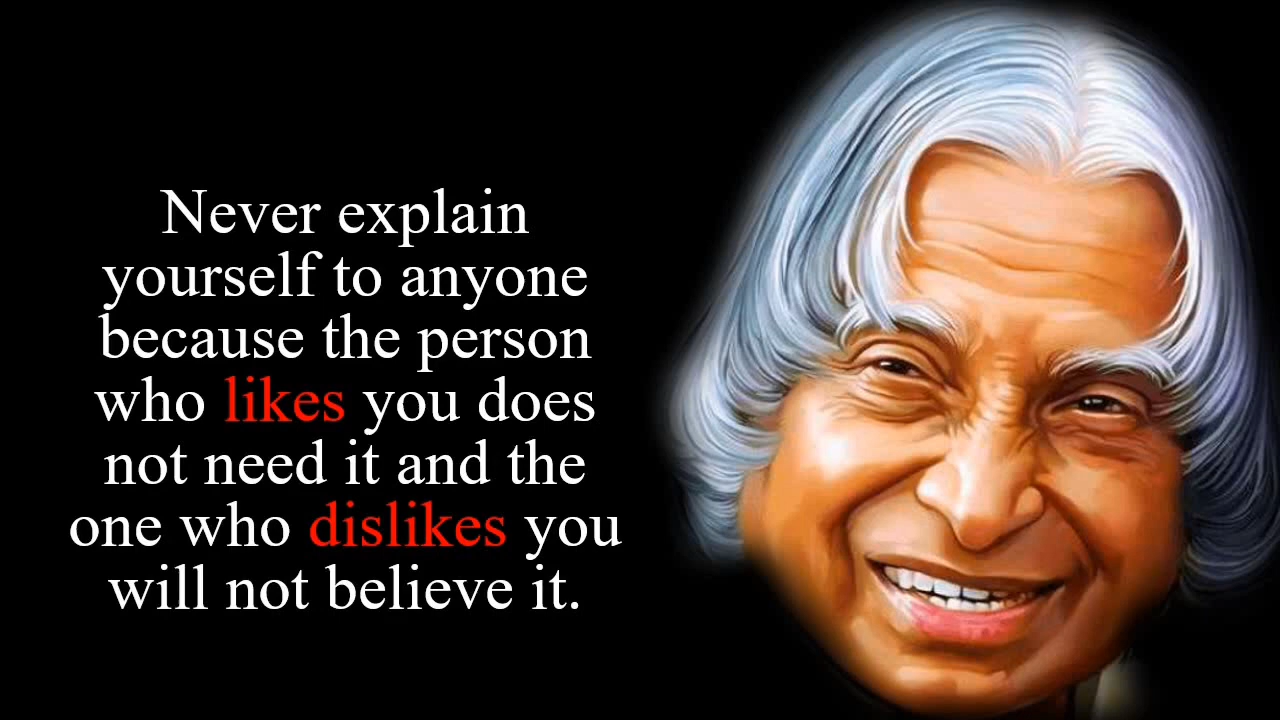 Never explain
yourself to anyone
because the person
who likes you does
not need it and the
one who dislikes you
will not believe it.